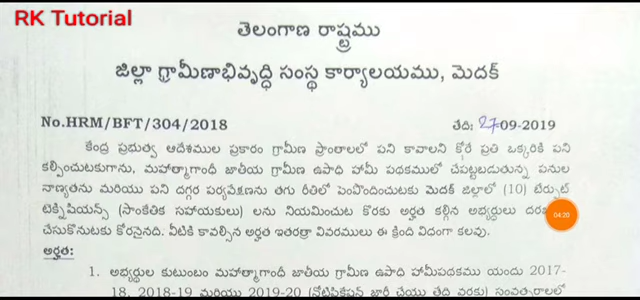 RK Tutorial
తెలంగాణ రాష్ట్రము
జిల్లా గ్రామీణాభివృద్ధి సంస్థ కార్యాలయము, మెదక్
No.HRM/BFT/304/2018 తేది: 27-09-2019
కేంద్ర ప్రభుత్వ ఆదేశముల ప్రకారం గ్రామీణ ప్రాంతాలలో పని కావాలని కోరే ప్రతి ఒక్కరికి పని
కల్పించుటకుగాను, మహాత్మాగాంధీ జాతీయ గ్రామీణ ఉపాధి హామీ పథకములో చేపట్టబడుతున్న పనుల
నాణ్యతను మరియు పని దగ్గర పర్యవేక్షణను తగు రీతిలో పెంపొందించుటకు మెదక్ జిల్లాలో (10) టేర్ఫుట్
టెక్నిషియన్స్ (సాంకేతిక సహాయకులు) లను నియమించుట కొరకు అర్హత కల్గిన అభ్యర్థులు
చేసుకొనుటకు కోరనైనది. వీటికి కావల్సిన అర్హత ఇతరత్రా వివరములు ఈ క్రింది విధంగా కలవు.
04:20
అర్హత:
1. అభ్యర్థుల కుటుంబం మహాత్మాగాంధీ జాతీయ గ్రామీణ ఉపాధి హామీపథకము యందు 2017-
18, 2018-19 మరియు 2019-20 (నోటిఫికేషన్ జారీ చేయు తేది వరకు) సంవత్సరాలలో